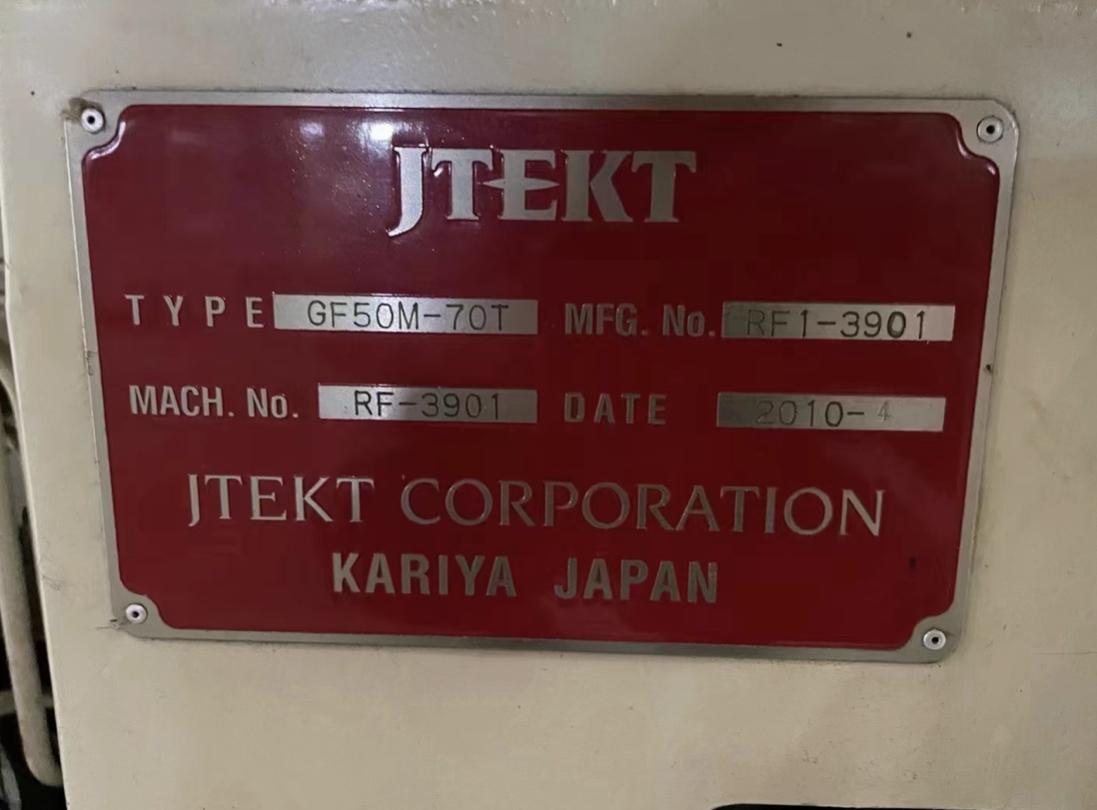 JTEKT
TYPE GF50M-70T MFG. No. RF1-3901
MACH. No. RF-3901 DATE 2010-4
JTEKT CORPORATION
KARIYA JAPAN